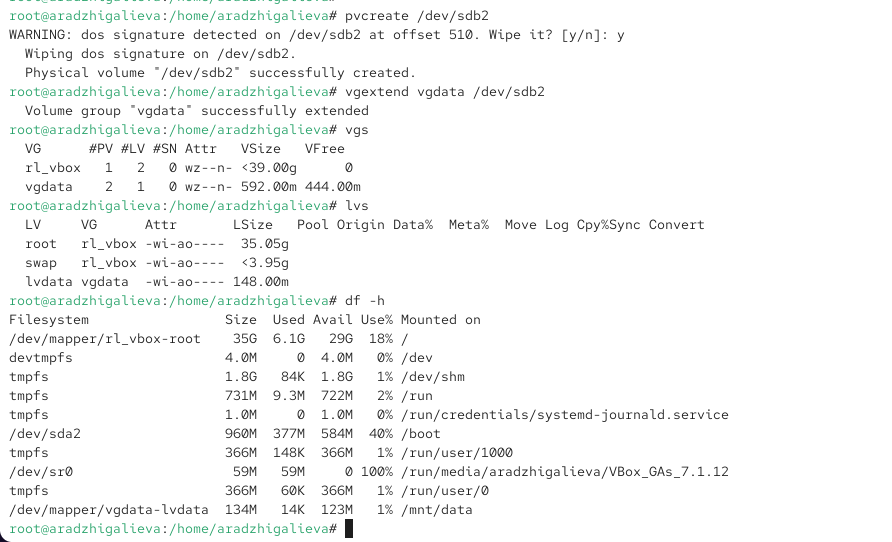 root@aradzhigalieva:/home/aradzhigalieva# pvcreate /dev/sdb2
WARNING: dos signature detected on /dev/sdb2 at offset 510. Wipe it? [y/n]: y
  Wiping dos signature on /dev/sdb2.
  Physical volume "/dev/sdb2" successfully created.
root@aradzhigalieva:/home/aradzhigalieva# vgextend vgdata /dev/sdb2
  Volume group "vgdata" successfully extended
root@aradzhigalieva:/home/aradzhigalieva# vgs
  VG      #PV #LV #SN Attr   VSize   VFree
  rl_vbox   1   2   0 wz--n- <39.00g      0
  vgdata    2   1   0 wz--n- 592.00m 444.00m
root@aradzhigalieva:/home/aradzhigalieva# lvs
  LV     VG      Attr       LSize   Pool Origin Data%  Meta%  Move Log Cpy%Sync Convert
  root   rl_vbox -wi-ao----  35.05g
  swap   rl_vbox -wi-ao----  <3.95g
  lvdata vgdata  -wi-ao---- 148.00m
root@aradzhigalieva:/home/aradzhigalieva# df -h
Filesystem                 Size  Used Avail Use% Mounted on
/dev/mapper/rl_vbox-root    35G  6.1G   29G  18% /
devtmpfs                   4.0M     0  4.0M   0% /dev
tmpfs                      1.8G   84K  1.8G   1% /dev/shm
tmpfs                      731M  9.3M  722M   2% /run
tmpfs                      1.0M     0  1.0M   0% /run/credentials/systemd-journald.service
/dev/sda2                  960M  377M  584M  40% /boot
tmpfs                      366M  148K  366M   1% /run/user/1000
/dev/sr0                    59M   59M     0 100% /run/media/aradzhigalieva/VBox_GAs_7.1.12
tmpfs                      366M   60K  366M   1% /run/user/0
/dev/mapper/vgdata-lvdata  134M   14K  123M   1% /mnt/data
root@aradzhigalieva:/home/aradzhigalieva#